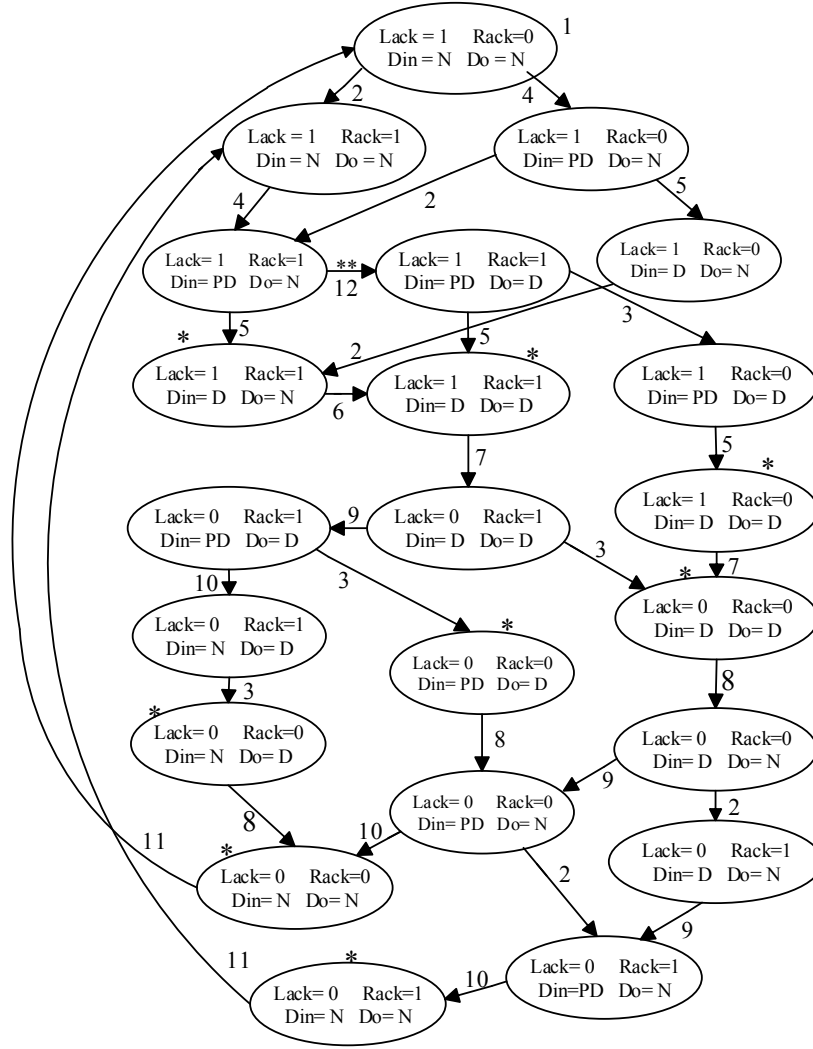 1
Lack = 1 Rack=0
Din = N Do = N
2
4
Lack = 1 Rack=1
Din = N Do = N
Lack= 1 Rack=0
Din= PD Do= N
4
2
5
Lack= 1 Rack=1
Din= PD Do= N
**
12
Lack= 1 Rack=1
Din= PD Do= D
Lack= 1 Rack=0
Din= D Do= N
3
*
5
2
5
*
Lack= 1 Rack=1
Din= D Do= N
6
Lack= 1 Rack=1
Din= D Do= D
Lack= 1 Rack=0
Din= PD Do= D
7
5
*
Lack= 0 Rack=1
Din= PD Do= D
9
Lack= 0 Rack=1
Din= D Do= D
Lack= 1 Rack=0
Din= D Do= D
3
7
*
10
3
Lack= 0 Rack=1
Din= N Do= D
*
Lack= 0 Rack=0
Din= PD Do= D
Lack= 0 Rack=0
Din= D Do= D
3
*
8
Lack= 0 Rack=0
Din= N Do= D
8
Lack= 0 Rack=0
Din= D Do= N
9
8
Lack= 0 Rack=0
Din= PD Do= N
2
10
11
*
Lack= 0 Rack=0
Din= N Do= N
2
Lack= 0 Rack=1
Din= D Do= N
9
11
*
Lack= 0 Rack=1
Din= N Do= N
10
Lack= 0 Rack=1
Din=PD Do= N